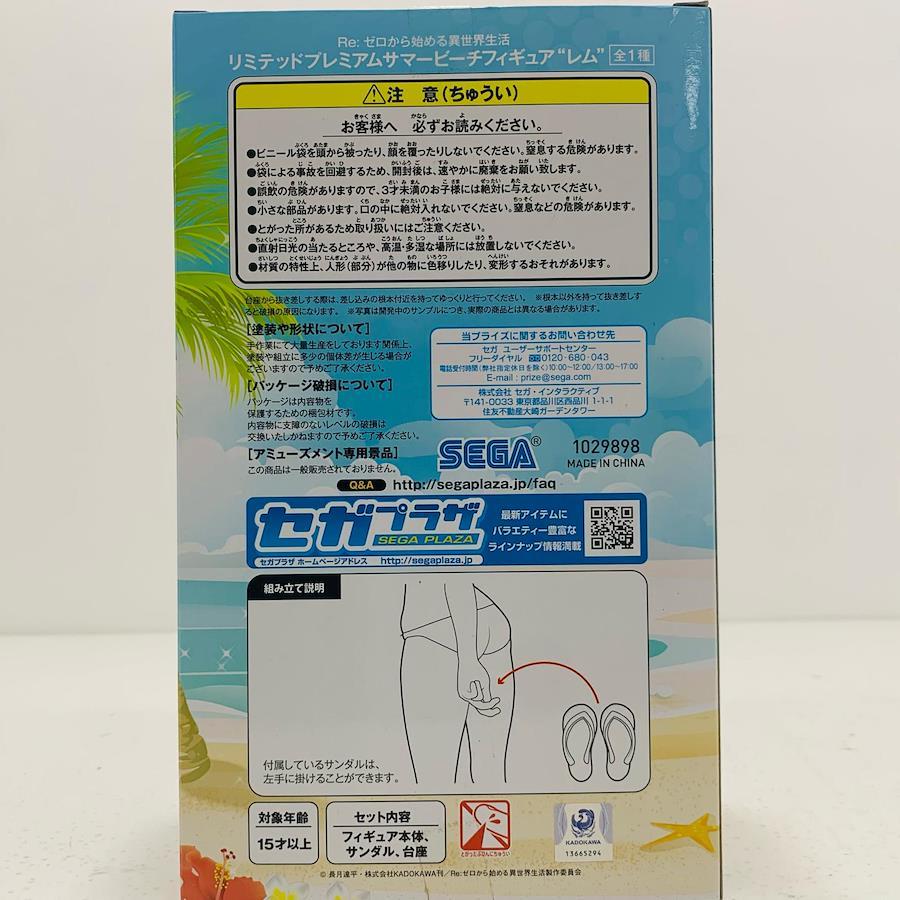 Re: ゼロから始める異世界生活
リミテッドプレミアムサマービーチフィギュア"レム" 全1種
注 意(ちゅうい)
お客様へ 必ずお読みください。
●ビニール袋を頭から被ったり、顔を覆ったりしないでください。窒息する危険があります。
●袋による事故を回避するため、開封後は、速やかに廃棄をお願い致します。
●誤飲の危険がありますので、3才未満のお子様には絶対に与えないでください。
●小さな部品があります。口の中に絶対入れないでください。窒息などの危険があります。
●とがった所があるため取り扱いにはご注意ください。
●直射日光の当たるところや、高温・多湿な場所には放置しないでください。
●材質の特性上、人形(部分)が他の物に色移りしたり、変形するおそれがあります。
台座から抜き差しする際は、差し込みの根本付近を持ってゆっくりと行ってください。 ※根本以外を持って抜き差しす
ると破損の原因になります。 ※写真は開発中のサンプルにつき、実際の商品とは異なる場合があります。
[塗装や形状について]
手作業にて大量生産をしております関係上、
塗装や組立に多少の個体差が生じる場合が
ございますので予めご了承ください。
[パッケージ破損について]
パッケージは内容物を
保護するための梱包材です。
内容物に支障のないレベルの破損は
交換いたしかねますので予めご了承ください。
[アミューズメント専用景品]
この商品は一般販売されておりません。
当プライズに関するお問い合わせ先
セガ ユーザーサポートセンター
フリーダイヤル 0120・680・043
電話受付時間(弊社指定休日を除く)10:00~12:00/13:00~17:00
E-mail : prize@sega.com
株式会社 セガ・インタラクティブ
〒141-0033 東京都品川区西品川 1-1-1
住友不動産大崎ガーデンタワー
SEGA®
1029898
MADE IN CHINA
Q&A http://segaplaza.jp/faq
セガプラザ
SEGA PLAZA
セガプラザ ホームページアドレス http://segaplaza.jp
最新アイテムに
バラエティー豊富な
ラインナップ情報満載
組み立て説明
付属しているサンダルは、
左手に掛けることができます。
対象年齢
15才以上
セット内容
フィギュア本体、
サンダル、台座
とがったぶひんにちゅうい
KADOKAWA
13665294
© 長月達平・株式会社KADOKAWA刊/Re:ゼロから始める異世界生活製作委員会